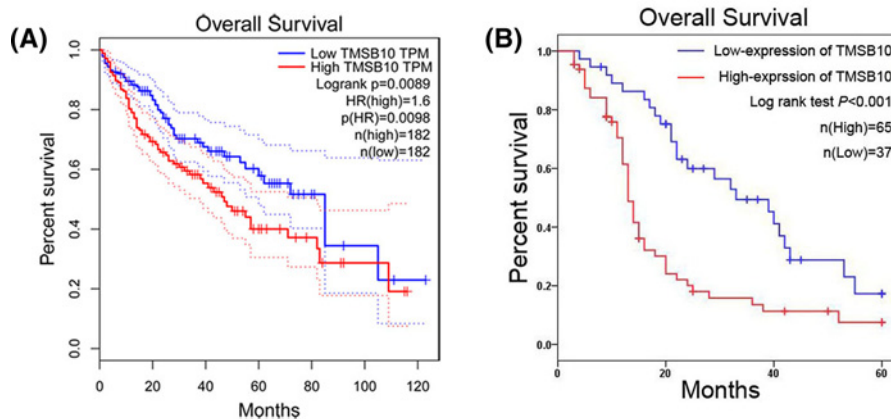 (A)
Overall Survival
Low TMSB10 TPM
High TMSB10 TPM
Logrank p=0.0089
HR(high)=1.6
p(HR)=0.0098
n(high)=182
n(low)=182
Percent survival
1.0
0.8
0.6
0.4
0.2
0.0
0 20 40 60 80 100 120
Months
(B)
Overall Survival
Low-expression of TMSB10
High-exprssion of TMSB10
Log rank test P<0.001
n(High)=65
n(Low)=37
Percent survival
1.0
0.8
0.6
0.4
0.2
0.0
0 20 40 60
Months